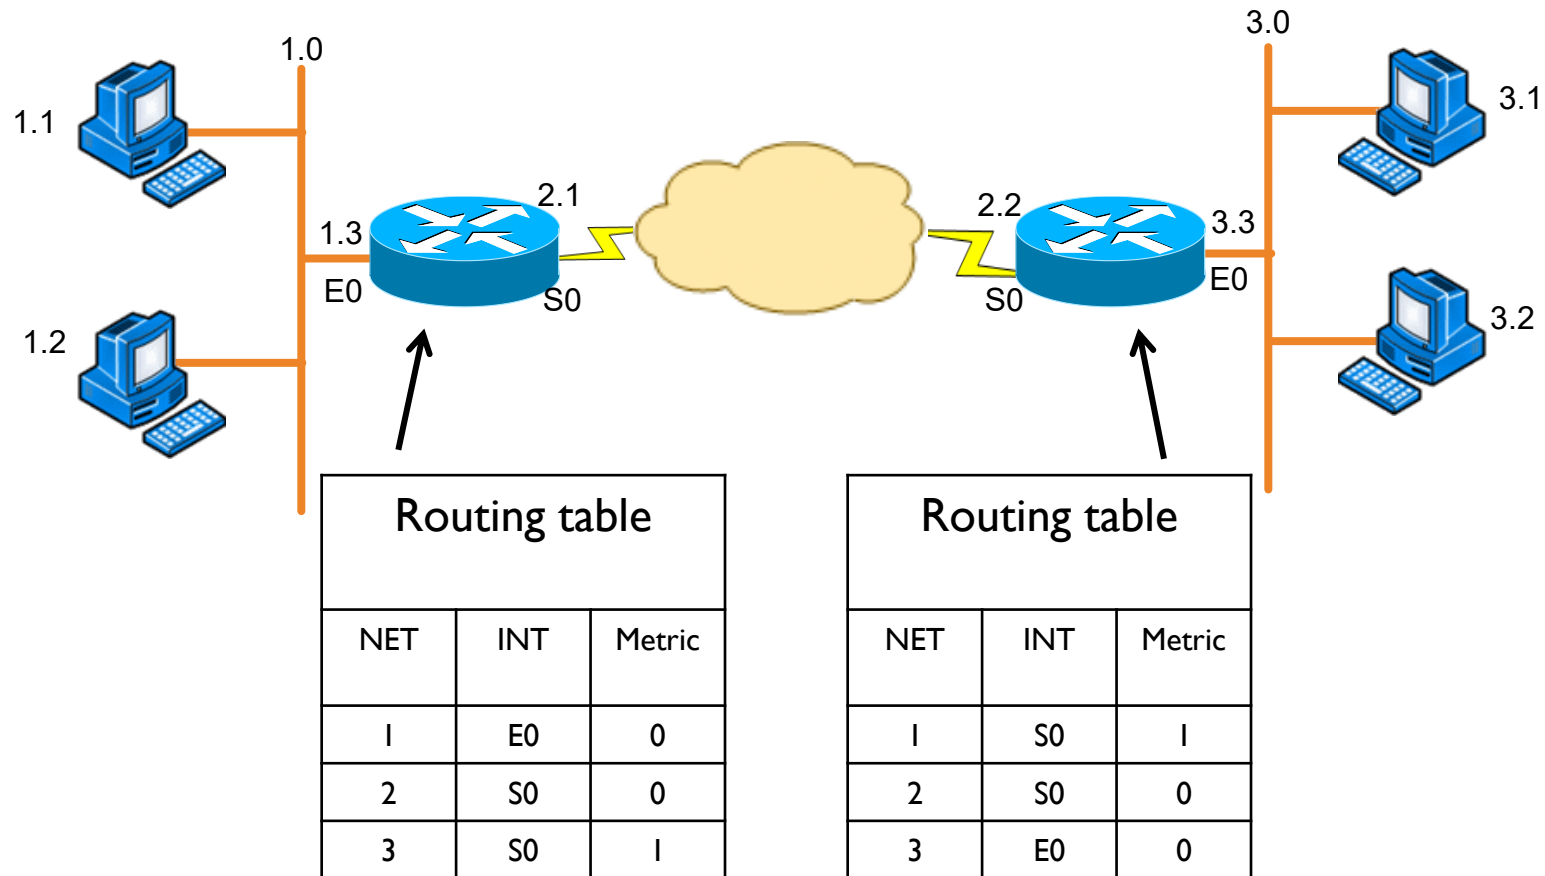 1.0
3.0
1.1
3.1
2.1
2.2
1.3
3.3
E0
S0
S0
E0
1.2
3.2
Routing table
NET INT Metric
1 E0 0
2 S0 0
3 S0 1
Routing table
NET INT Metric
1 S0 1
2 S0 0
3 E0 0